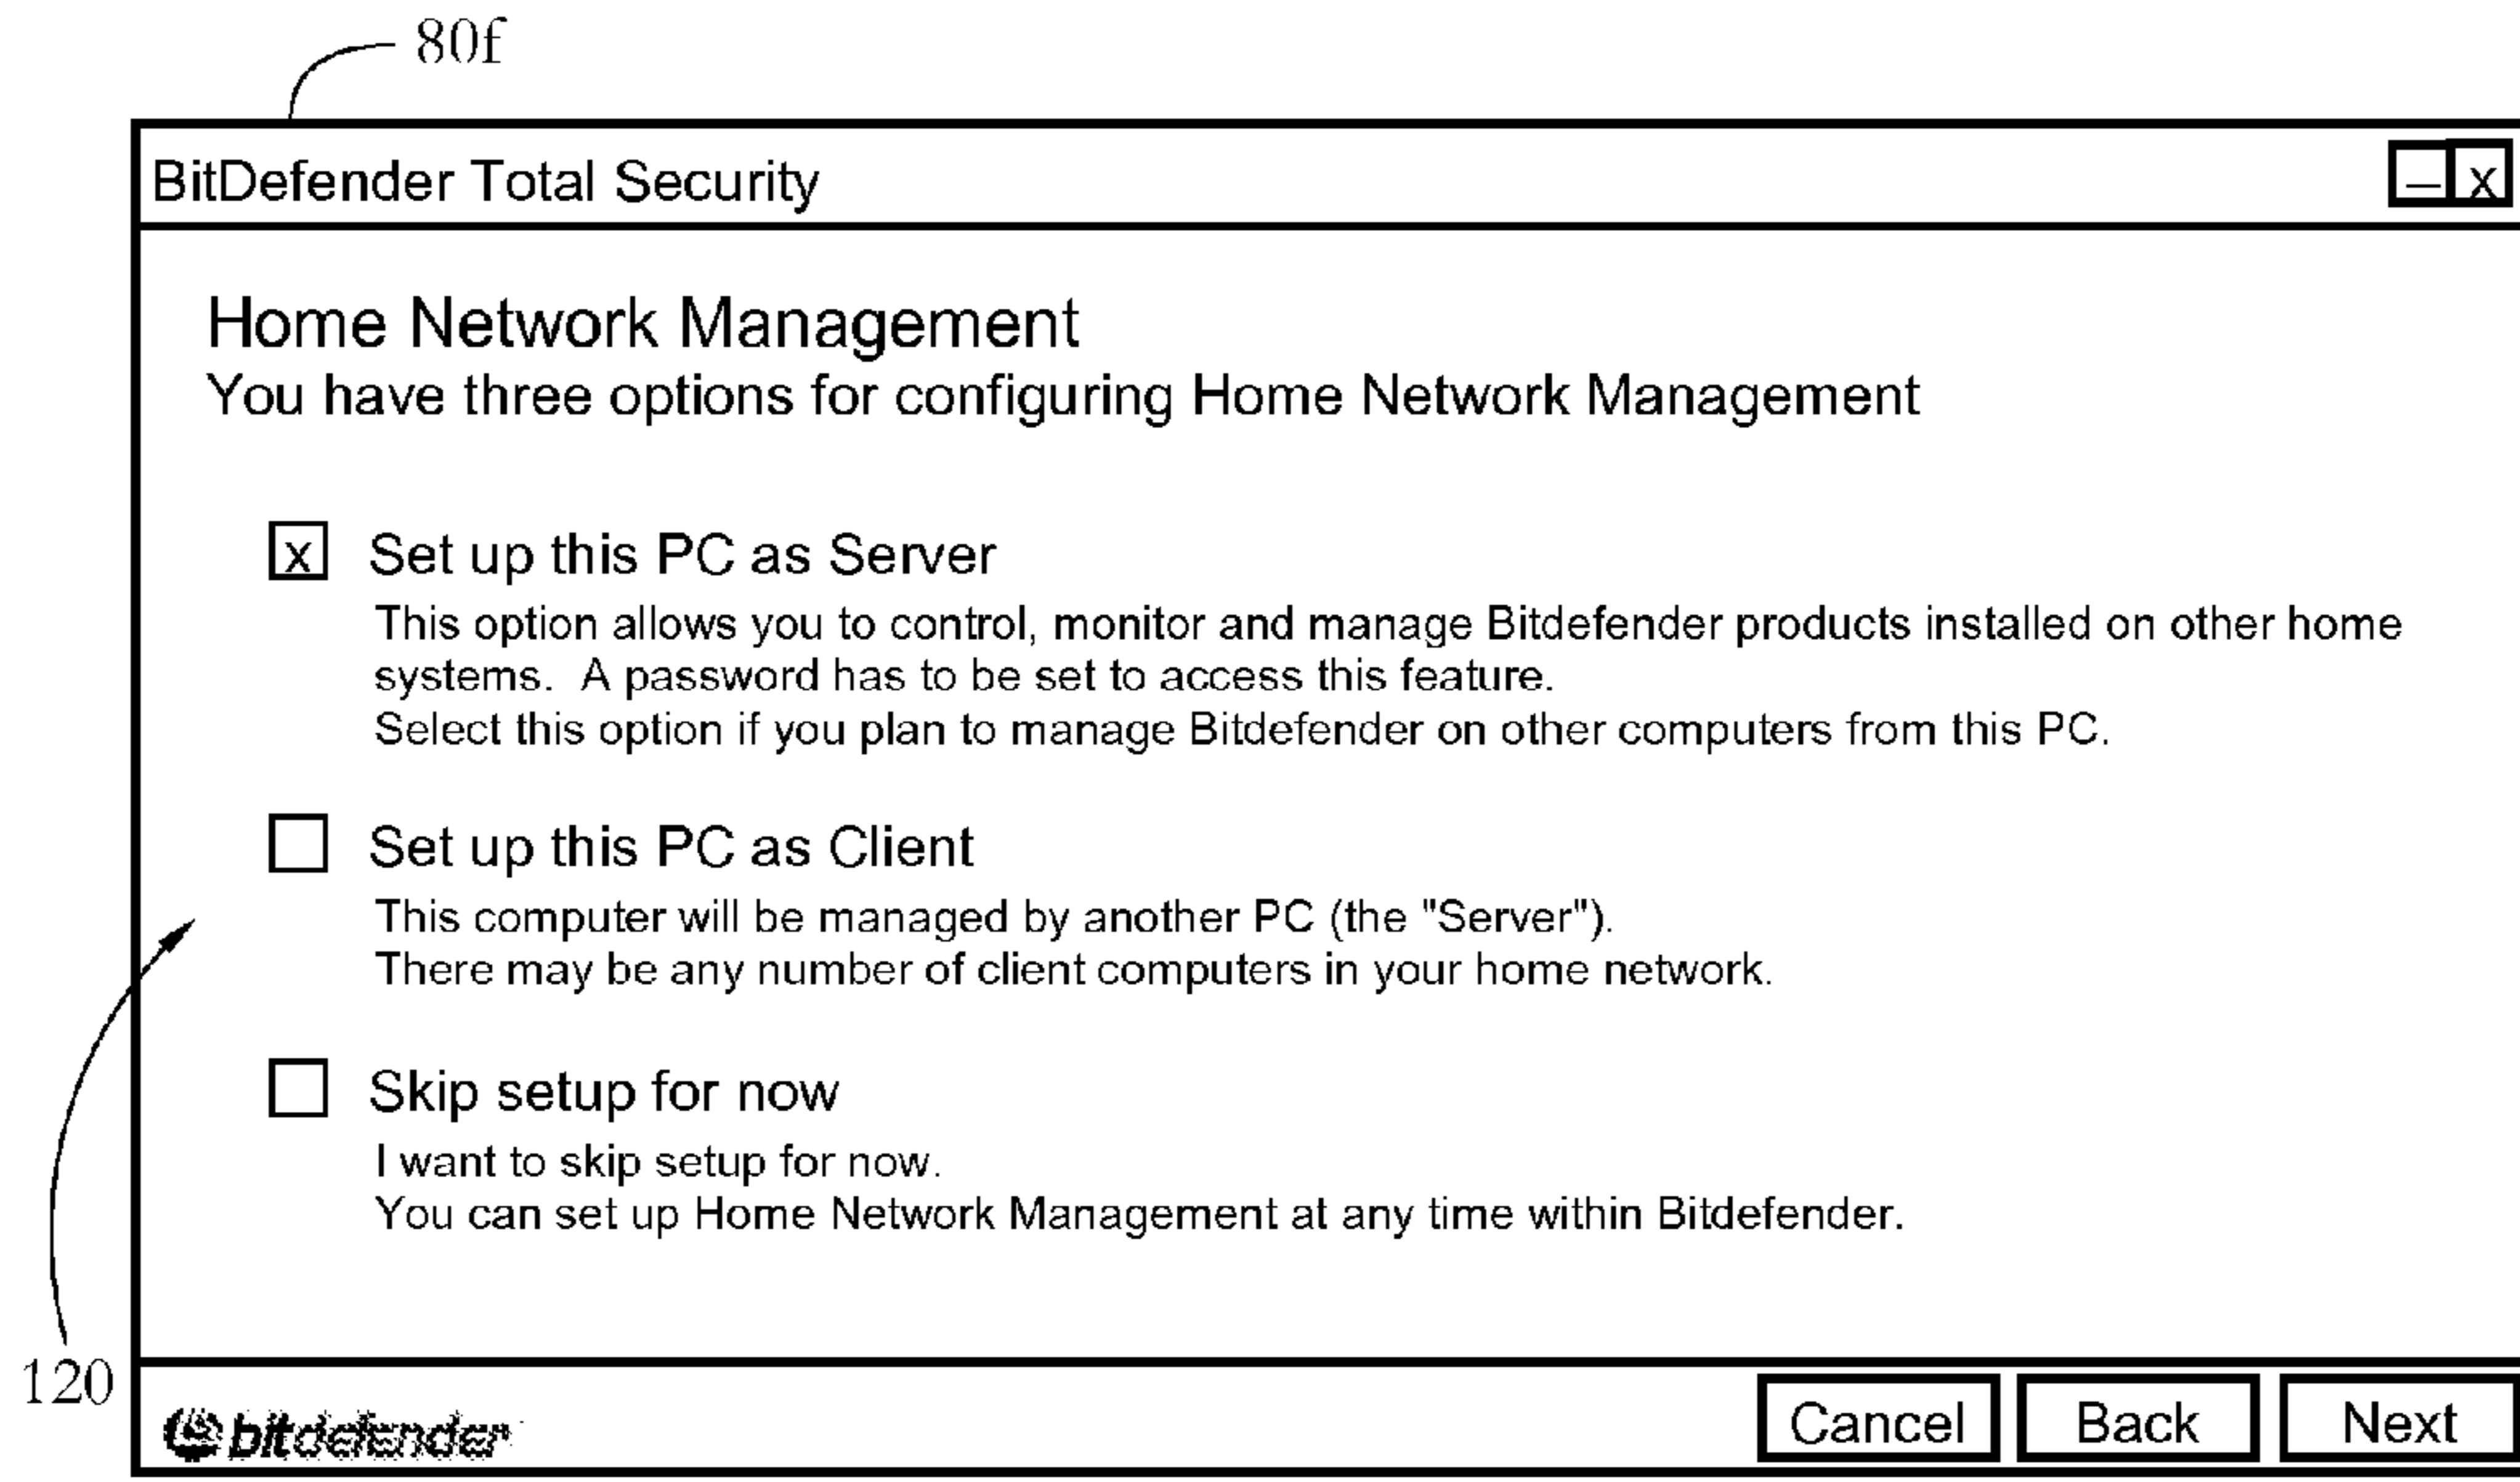 80f
BitDefender Total Security
_ x
Home Network Management
You have three options for configuring Home Network Management
x Set up this PC as Server
This option allows you to control, monitor and manage Bitdefender products installed on other home
systems. A password has to be set to access this feature.
Select this option if you plan to manage Bitdefender on other computers from this PC.
Set up this PC as Client
This computer will be managed by another PC (the "Server").
There may be any number of client computers in your home network.
Skip setup for now
I want to skip setup for now.
You can set up Home Network Management at any time within Bitdefender.
120
bitdefender
Cancel Back Next